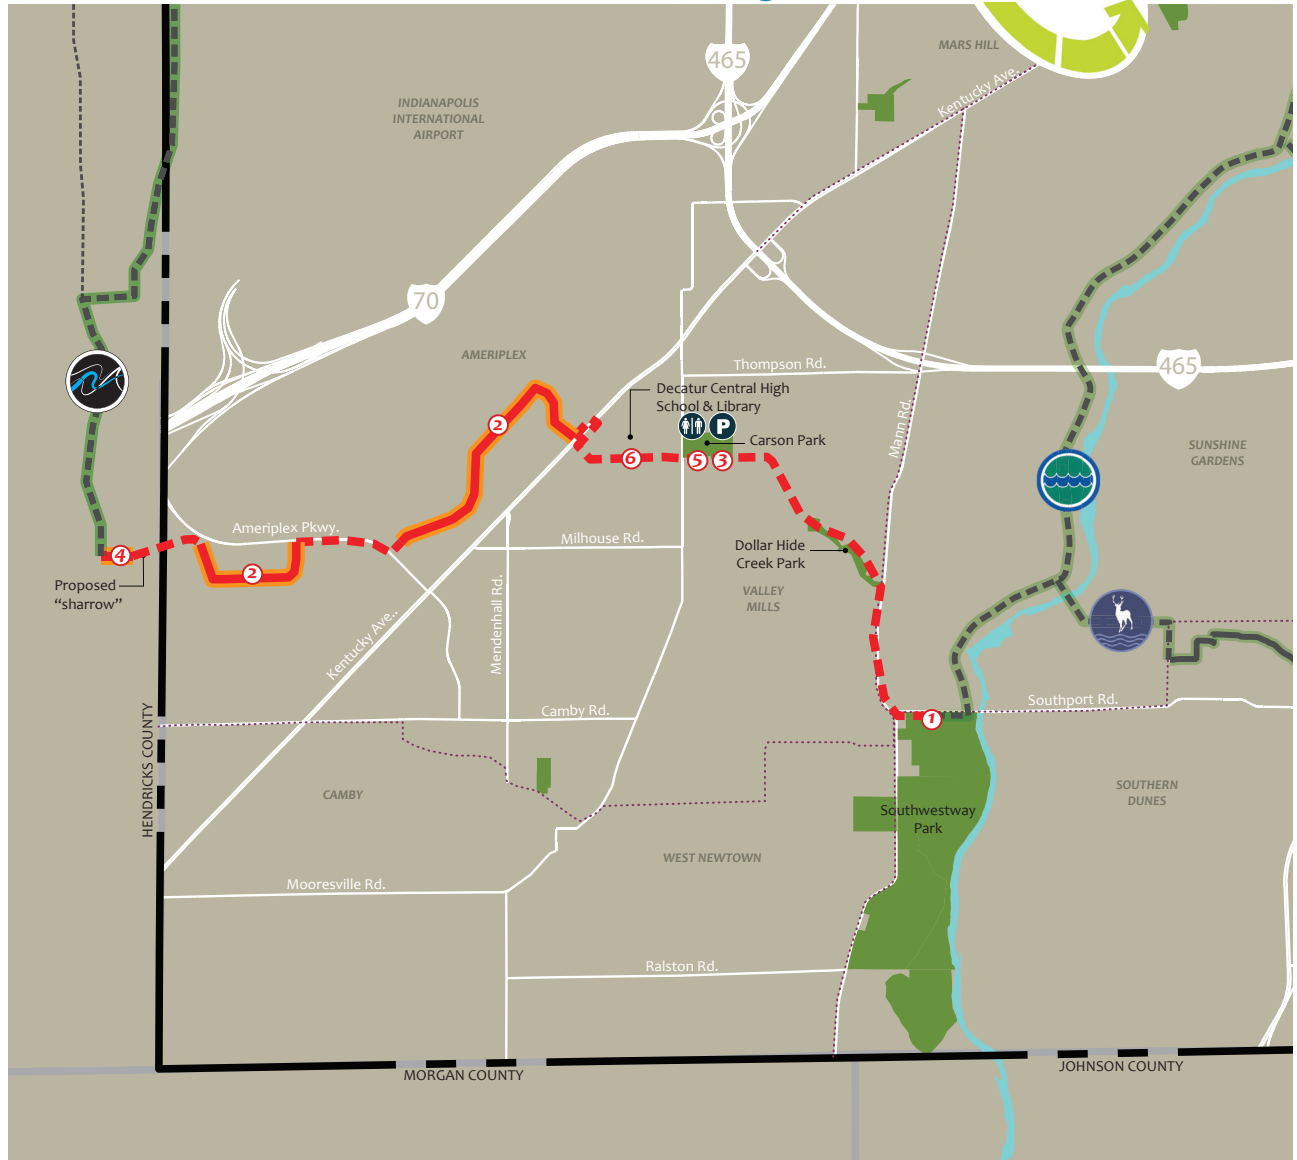 MARS HILL
465
Kentucky Ave.
INDIANAPOLIS
INTERNATIONAL
AIRPORT
70
AMERIPLEX
Thompson Rd.
465
Decatur Central High
School & Library
P
Carson Park
Mann Rd.
SUNSHINE
GARDENS
2
6
5
3
Ameriplex Pkwy.
Milhouse Rd.
Dollar Hide
Creek Park
4
2
Proposed
“sharrow”
VALLEY
MILLS
Mendenhall Rd.
Kentucky Ave..
Camby Rd.
Southport Rd.
1
HENDRICKS COUNTY
CAMBY
SOUTHERN
DUNES
Southwestway
Park
WEST NEWTOWN
Mooresville Rd.
Ralston Rd.
MORGAN COUNTY
JOHNSON COUNTY